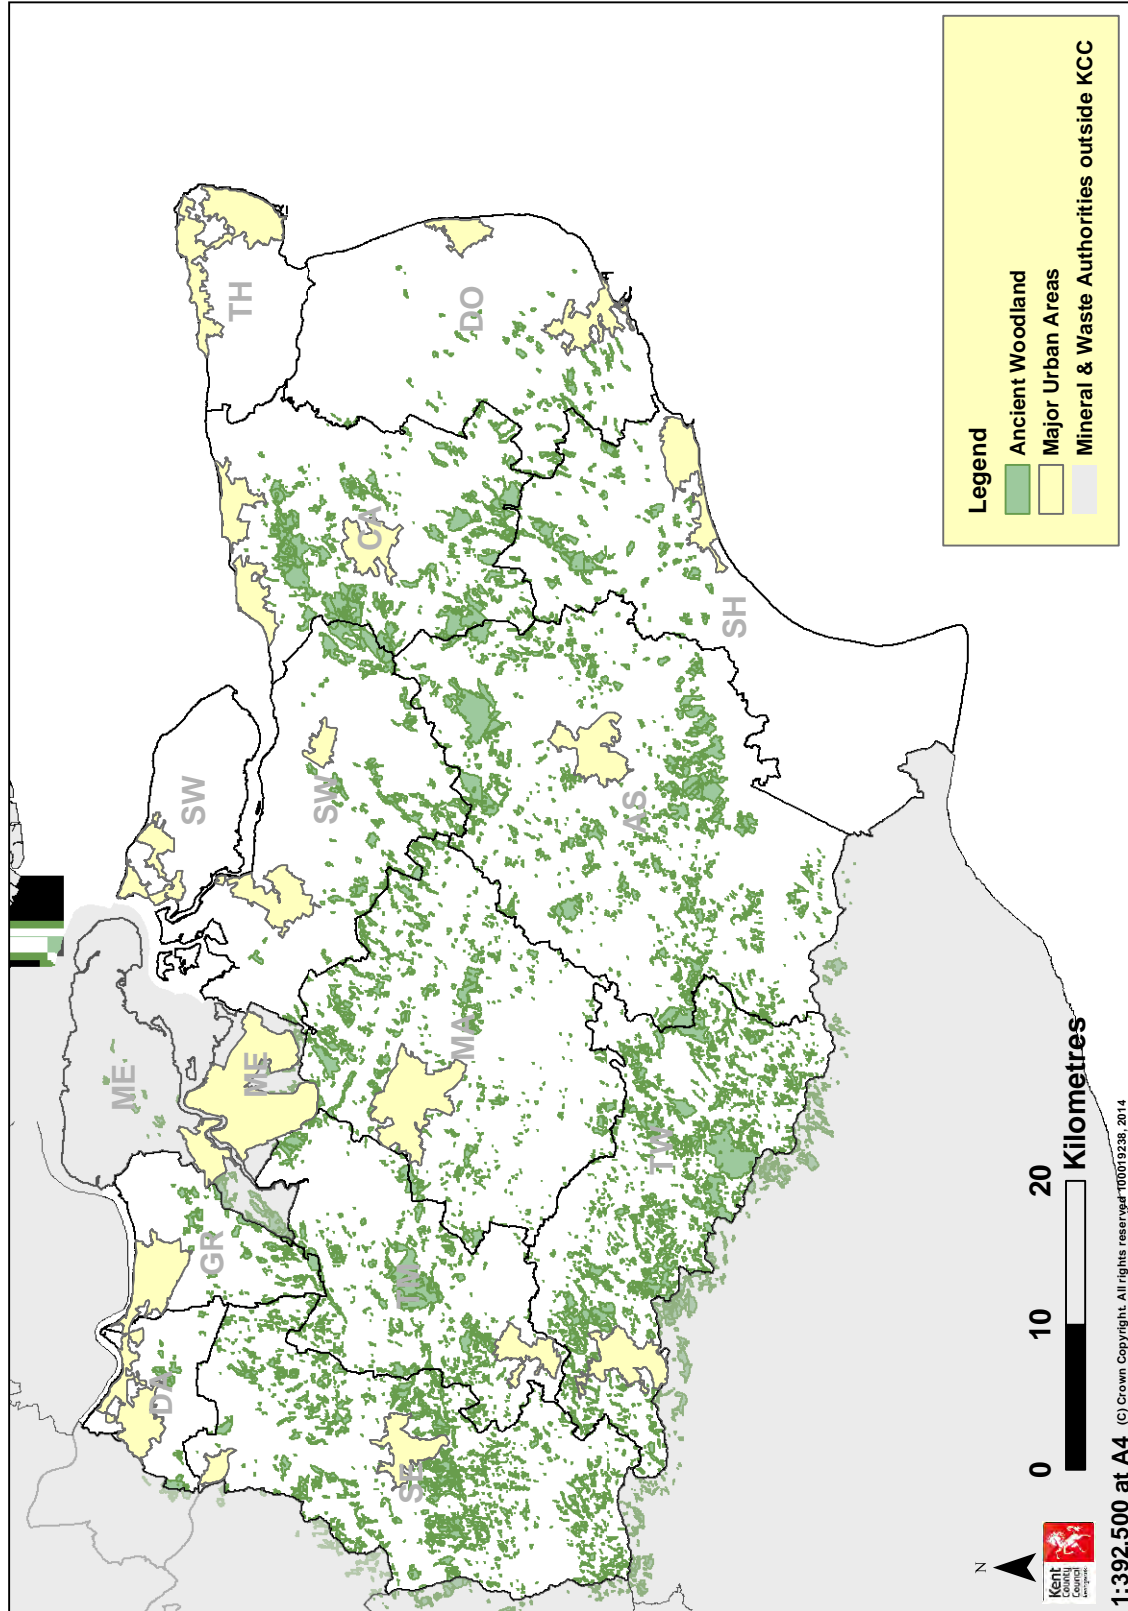 TH
DO
CA
SH
SW
SW
AS
ME
ME
MA
GR
TM
TW
DA
SE
Legend
Ancient Woodland
Major Urban Areas
Mineral & Waste Authorities outside KCC
N
0 10 20
Kilometres
Kent
County
Council
1:392,500 at A4 (C) Crown Copyright. All rights reserved 100019238, 2014